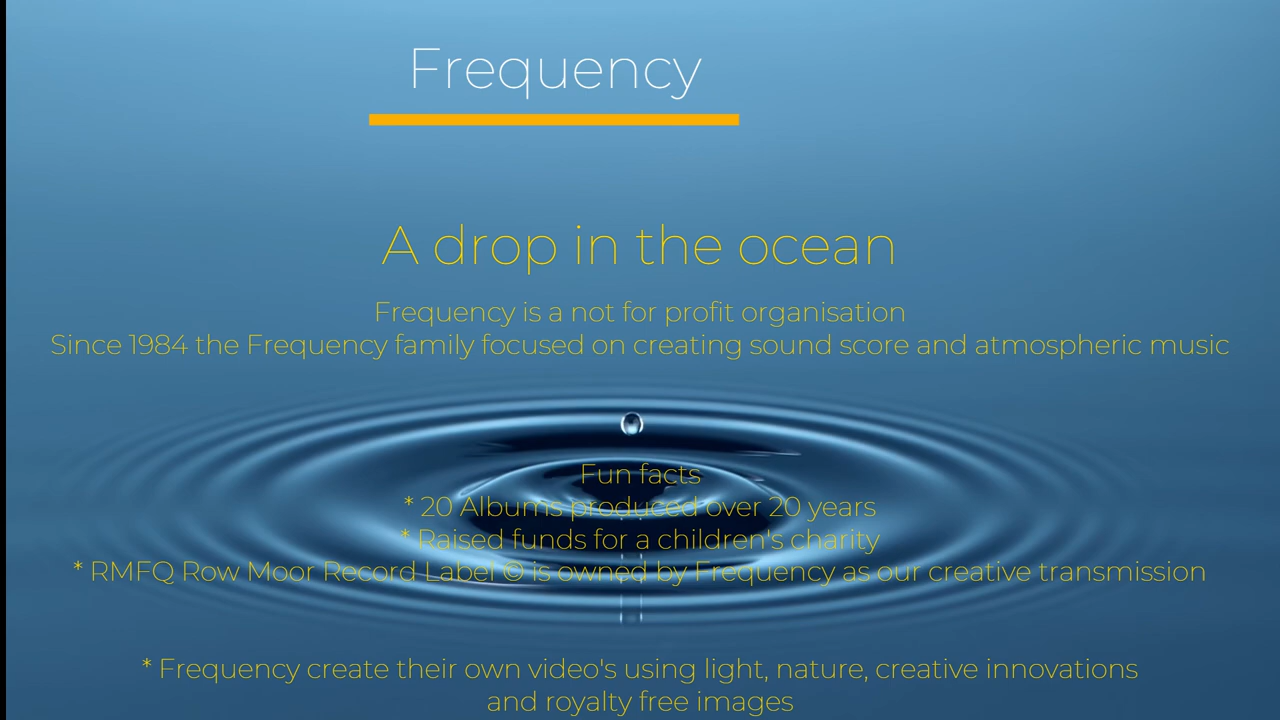 Frequency
A drop in the ocean
Frequency is a not for profit organisation
Since 1984 the Frequency family focused on creating sound score and atmospheric music
Fun facts
* 20 Albums produced over 20 years
* Raised funds for a children's charity
* RMFQ Row Moor Record Label © is owned by Frequency as our creative transmission
* Frequency create their own video's using light, nature, creative innovations
and royalty free images